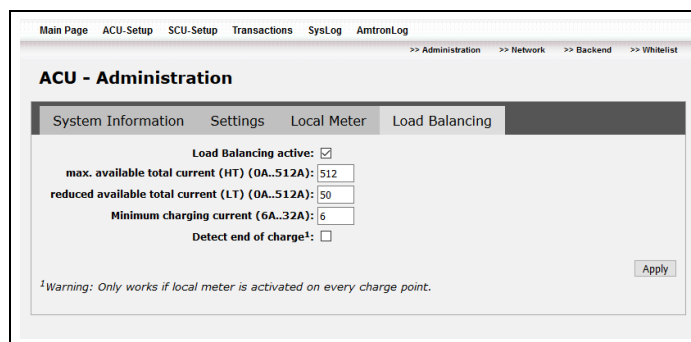 Main Page ACU-Setup SCU-Setup Transactions SysLog AmtronLog
>> Administration >> Network >> Backend >> Whitelist
ACU - Administration
System Information Settings Local Meter Load Balancing
Load Balancing active:
max. available total current (HT) (0A..512A): 512
reduced available total current (LT) (0A..512A): 50
Minimum charging current (6A..32A): 6
Detect end of charge¹:
Apply
¹Warning: Only works if local meter is activated on every charge point.